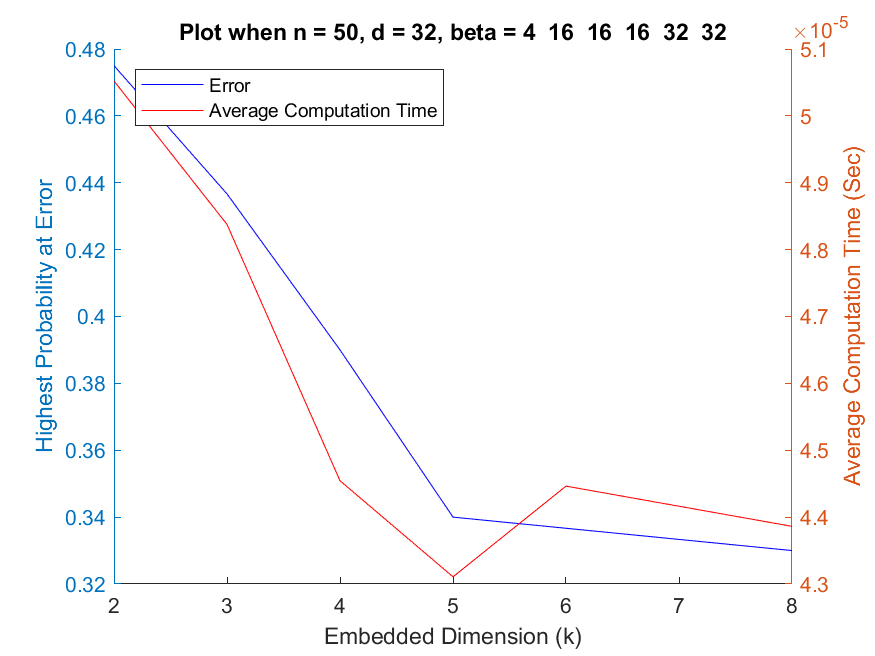 Plot when n = 50, d = 32, beta = 4 16 16 16 32 32
×10-5
Error
Average Computation Time
Highest Probability at Error
0.48
0.46
0.44
0.42
0.4
0.38
0.36
0.34
0.32
5.1
5
4.9
4.8
4.7
4.6
4.5
4.4
4.3
Average Computation Time (Sec)
2 3 4 5 6 7 8
Embedded Dimension (k)